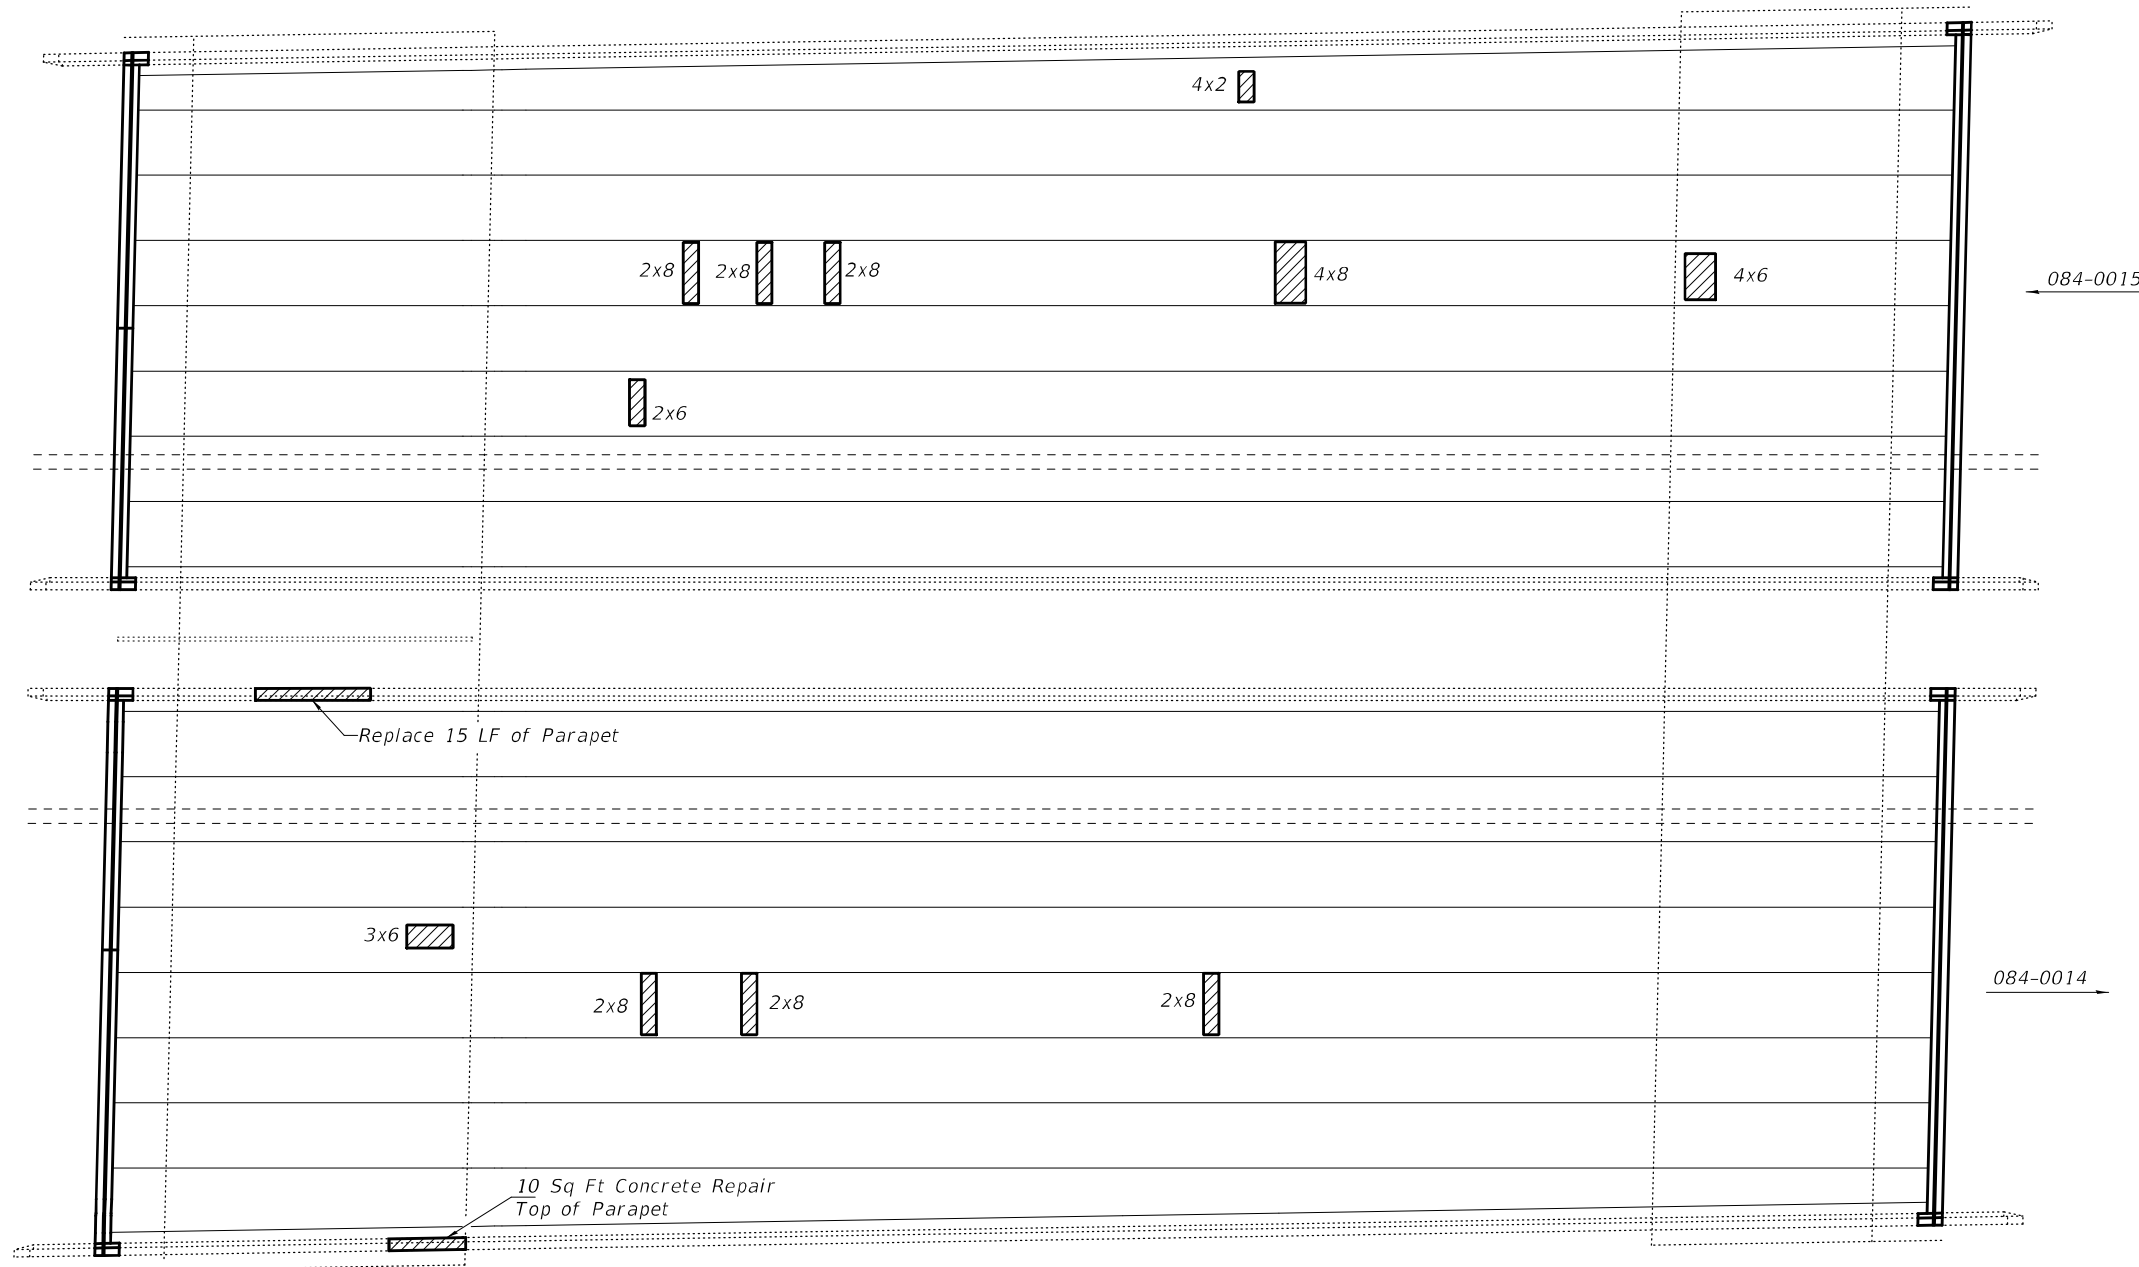 4x2
2x8
2x8
2x8
4x8
4x6
084-0015
2x6
Replace 15 LF of Parapet
3x6
2x8
2x8
2x8
084-0014
10 Sq Ft Concrete Repair
Top of Parapet